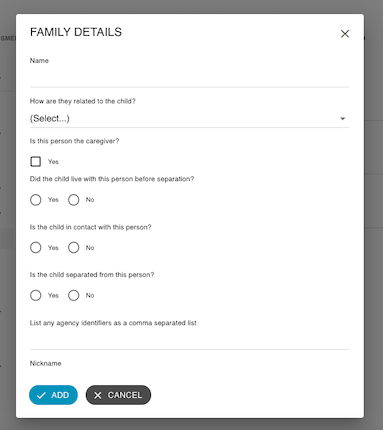 FAMILY DETAILS
Name
How are they related to the child?
(Select...)
Is this person the caregiver?
Yes
Did the child live with this person before separation?
Yes No
Is the child in contact with this person?
Yes No
Is the child separated from this person?
Yes No
List any agency identifiers as a comma separated list
Nickname
ADD CANCEL